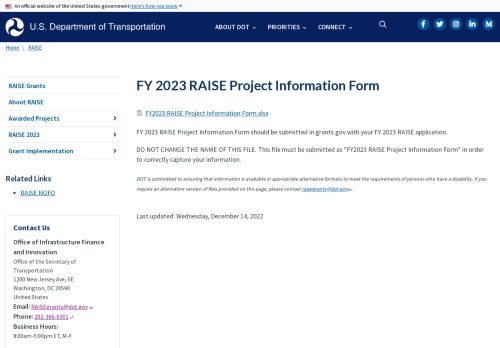 An official website of the United States government Here's how you know
U.S. Department of Transportation
ABOUT DOT
PRIORITIES
CONNECT
Home \ RAISE
RAISE Grants
About RAISE
Awarded Projects
RAISE 2023
Grant Implementation
Related Links
RAISE NOFO
Contact Us
Office of Infrastructure Finance
and Innovation
Office of the Secretary of
Transportation
1200 New Jersey Ave, SE
Washington, DC 20590
United States
Email: RAISEgrants@dot.gov
Phone: 202-366-0301
Business Hours:
8:00am-5:00pm ET, M-F
FY 2023 RAISE Project Information Form
FY2023 RAISE Project Information Form.xlsx
FY 2023 RAISE Project Information Form should be submitted in grants.gov with your FY 2023 RAISE application.
DO NOT CHANGE THE NAME OF THIS FILE. This file must be submitted as "FY2023 RAISE Project Information Form" in order
to correctly capture your information.
DOT is committed to ensuring that information is available in appropriate alternative formats to meet the requirements of persons who have a disability. If you
require an alternative version of files provided on this page, please contact raisegrants@dot.gov .
Last updated: Wednesday, December 14, 2022